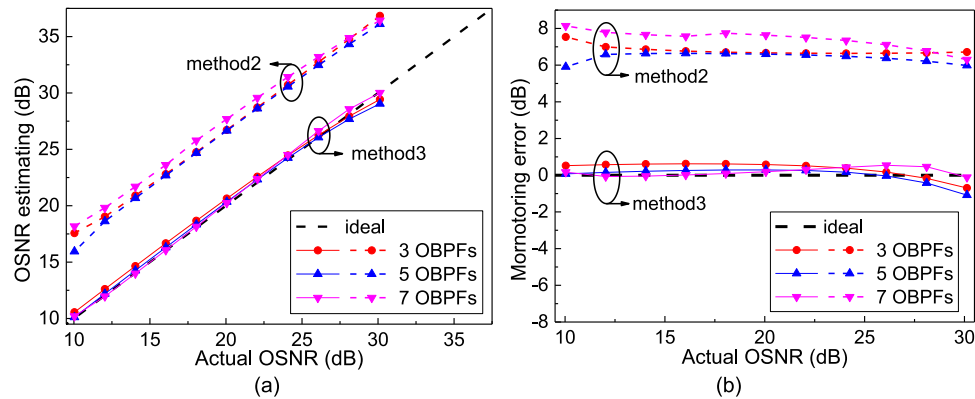 OSNR estimating (dB)
35
30
25
20
15
10
method2
method3
ideal
3 OBPFs
5 OBPFs
7 OBPFs
10 15 20 25 30 35
Actual OSNR (dB)
(a)
Mornotoring error (dB)
8
6
4
2
0
-2
-4
-6
-8
method2
method3
ideal
3 OBPFs
5 OBPFs
7 OBPFs
10 15 20 25 30
Actual OSNR (dB)
(b)